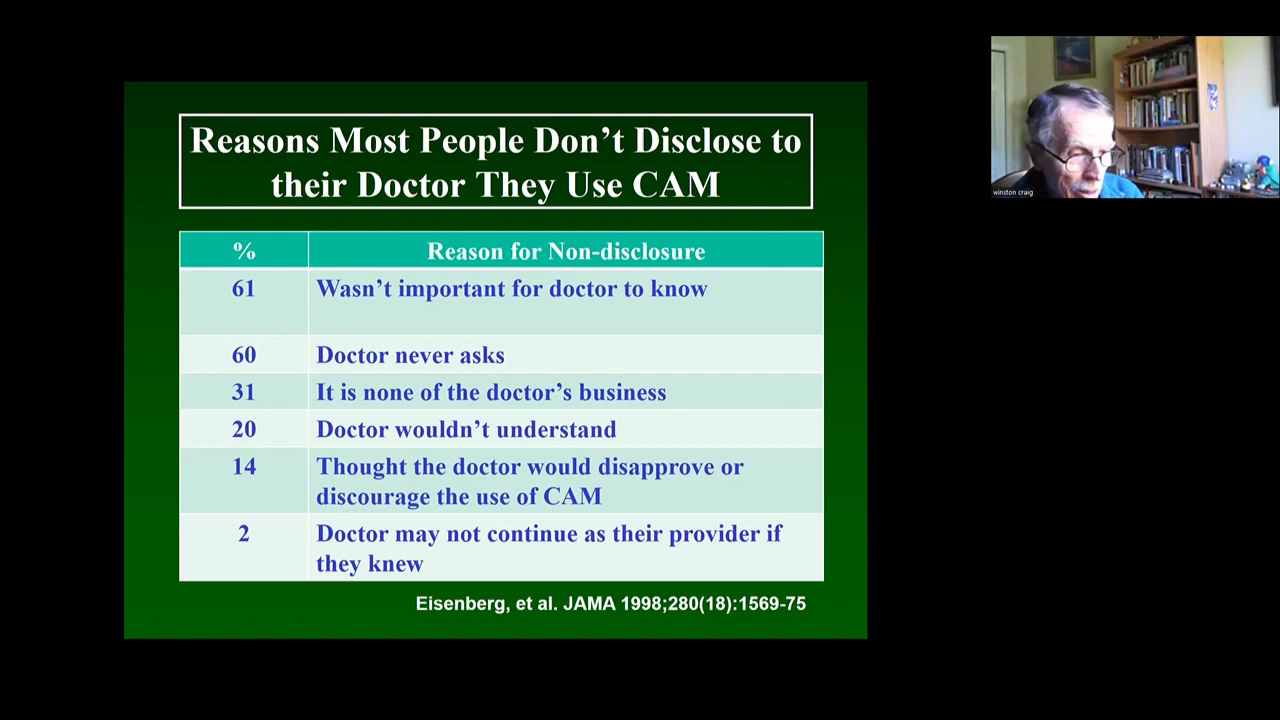 Reasons Most People Don’t Disclose to
their Doctor They Use CAM
% Reason for Non-disclosure
61 Wasn’t important for doctor to know
60 Doctor never asks
31 It is none of the doctor’s business
20 Doctor wouldn’t understand
14 Thought the doctor would disapprove or
discourage the use of CAM
2 Doctor may not continue as their provider if
they knew
Eisenberg, et al. JAMA 1998;280(18):1569-75
winston craig